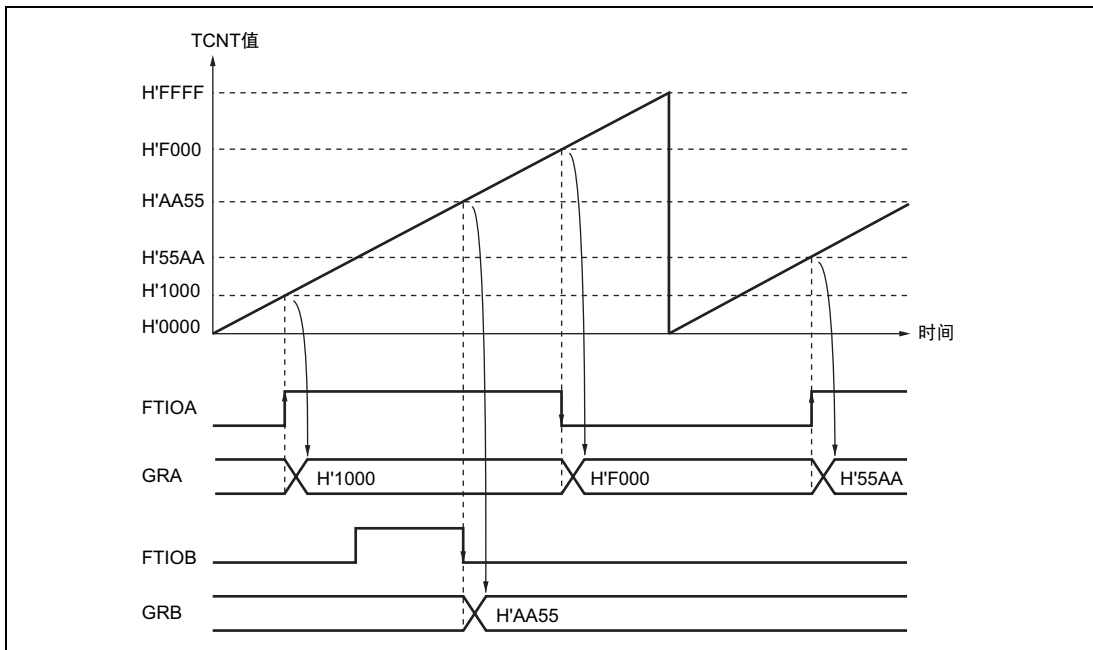 TCNT值
H'FFFF
H'F000
H'AA55
H'55AA
H'1000
H'0000
时间
FTIOA
GRA
H'1000
H'F000
H'55AA
FTIOB
GRB
H'AA55